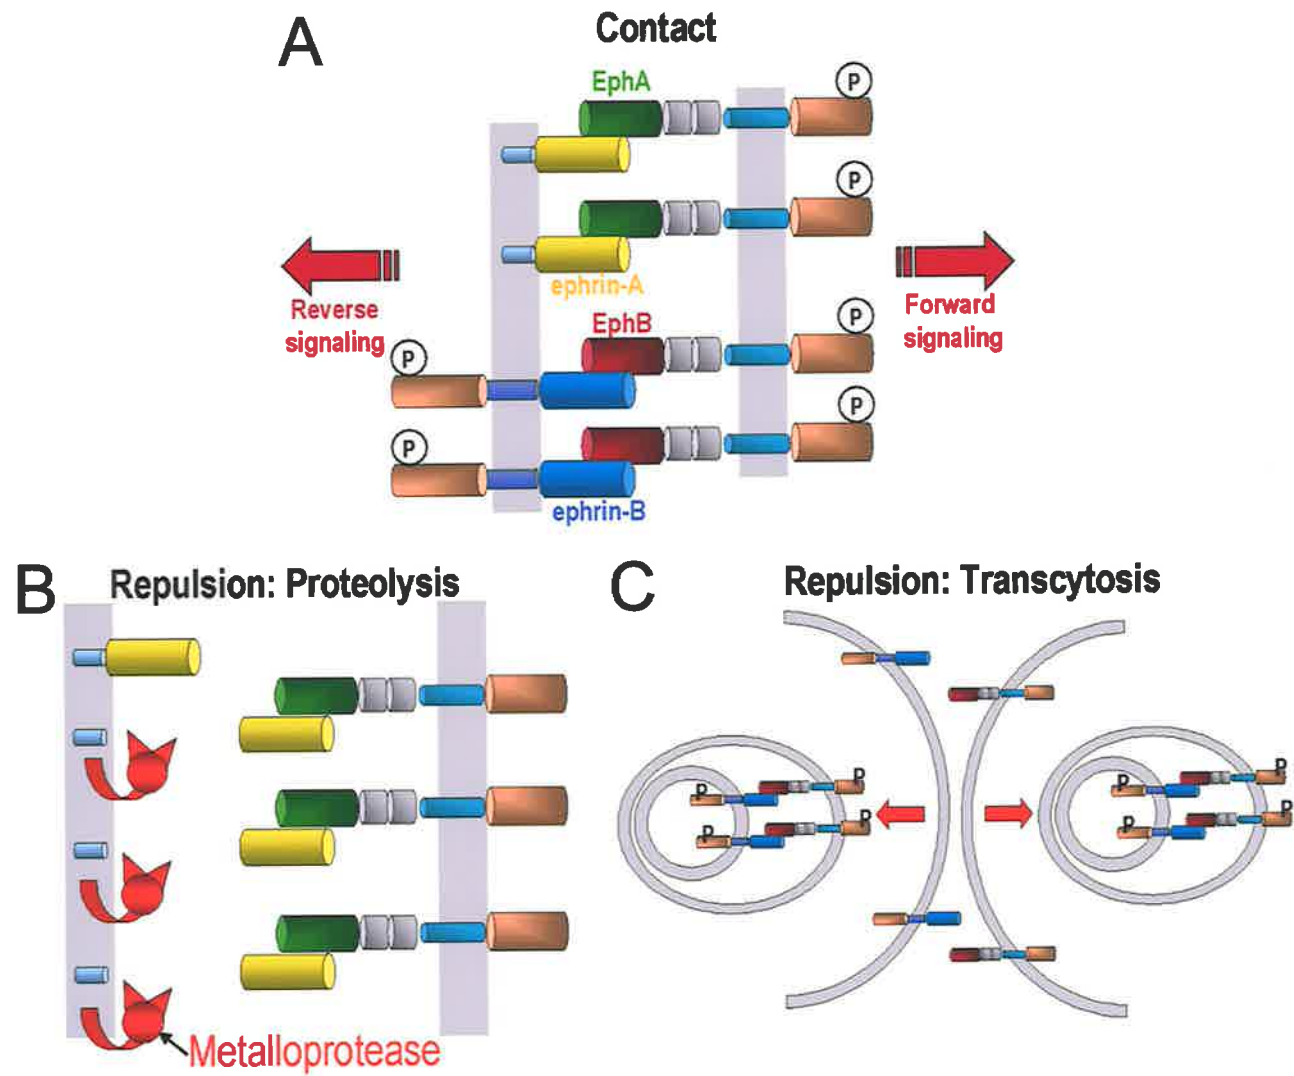 A
Contact
EphA
P
P
ephrin-A
Reverse
signaling
Forward
signaling
EphB
P
P
P
P
ephrin-B
B
Repulsion: Proteolysis
Metalloprotease
C
Repulsion: Transcytosis
P
P
P
P
P
P
P
P